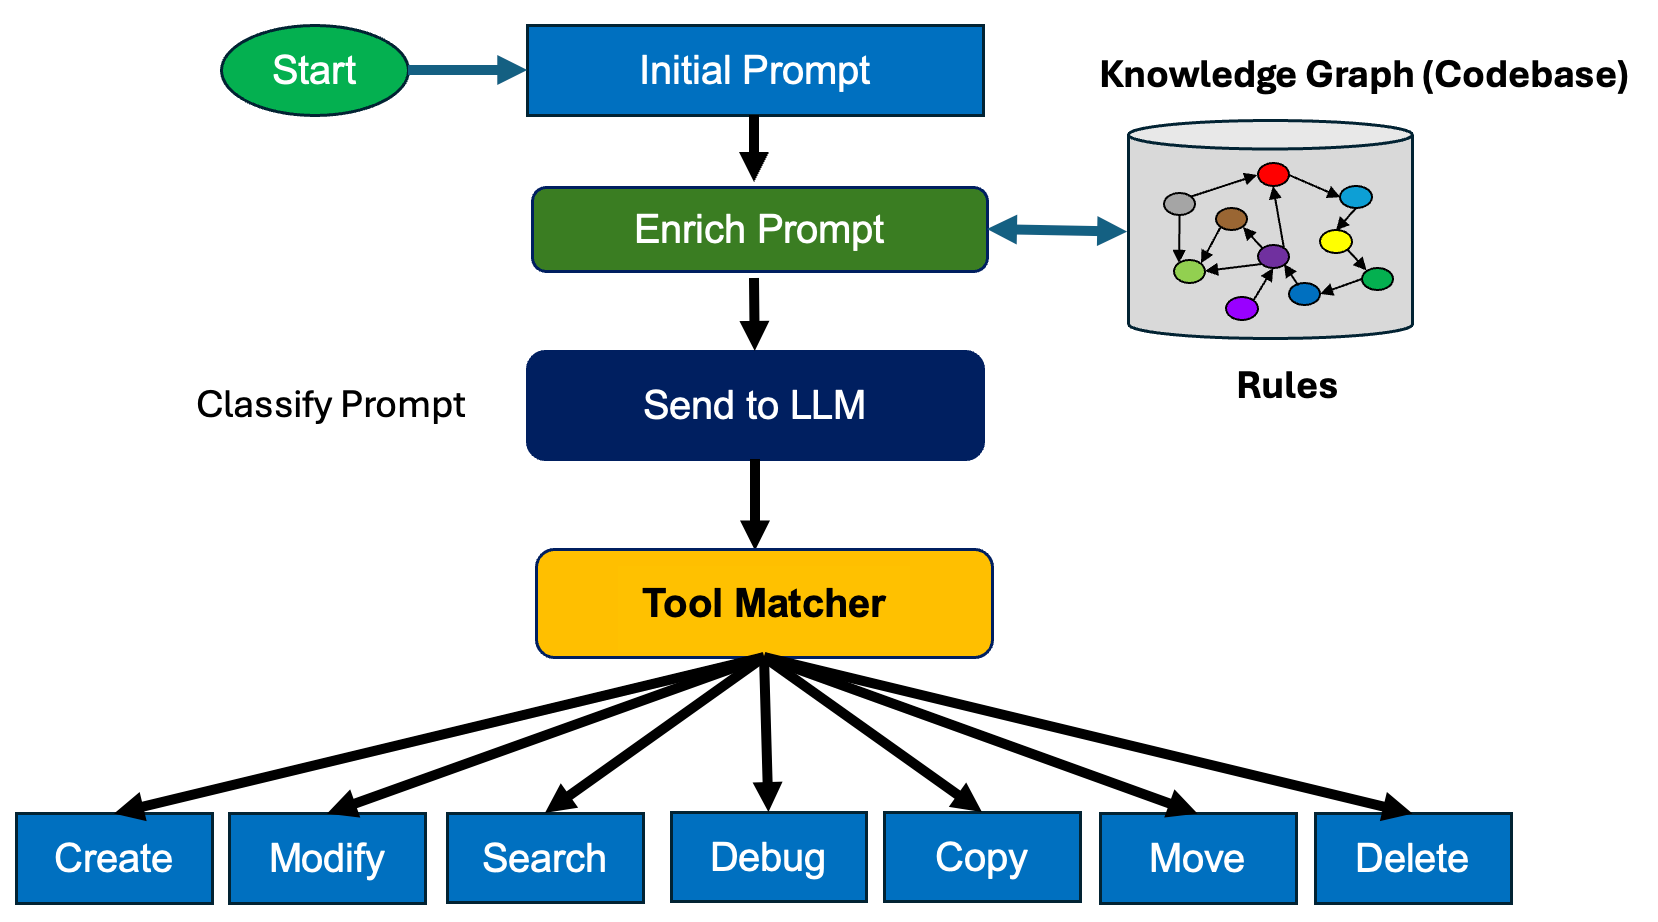 Start
Initial Prompt
Knowledge Graph (Codebase)
Enrich Prompt
Rules
Classify Prompt
Send to LLM
Tool Matcher
Create
Modify
Search
Debug
Copy
Move
Delete